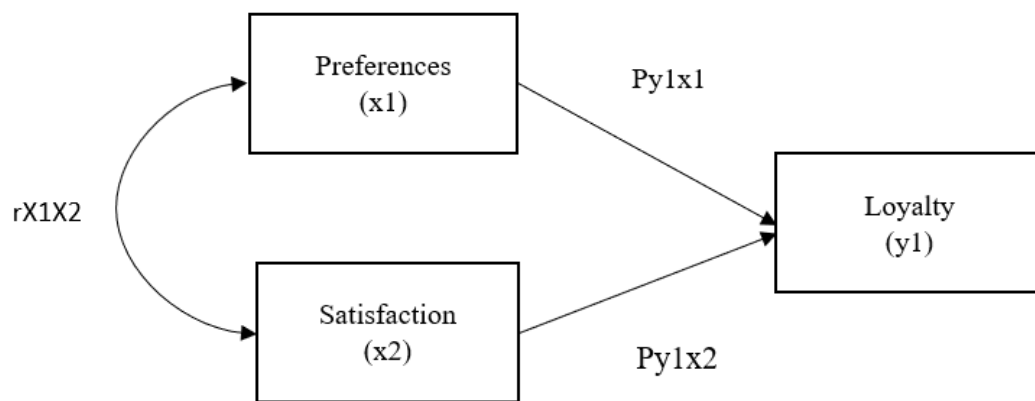 Preferences
(x1)
Py1x1
rX1X2
Loyalty
(y1)
Satisfaction
(x2)
Py1x2